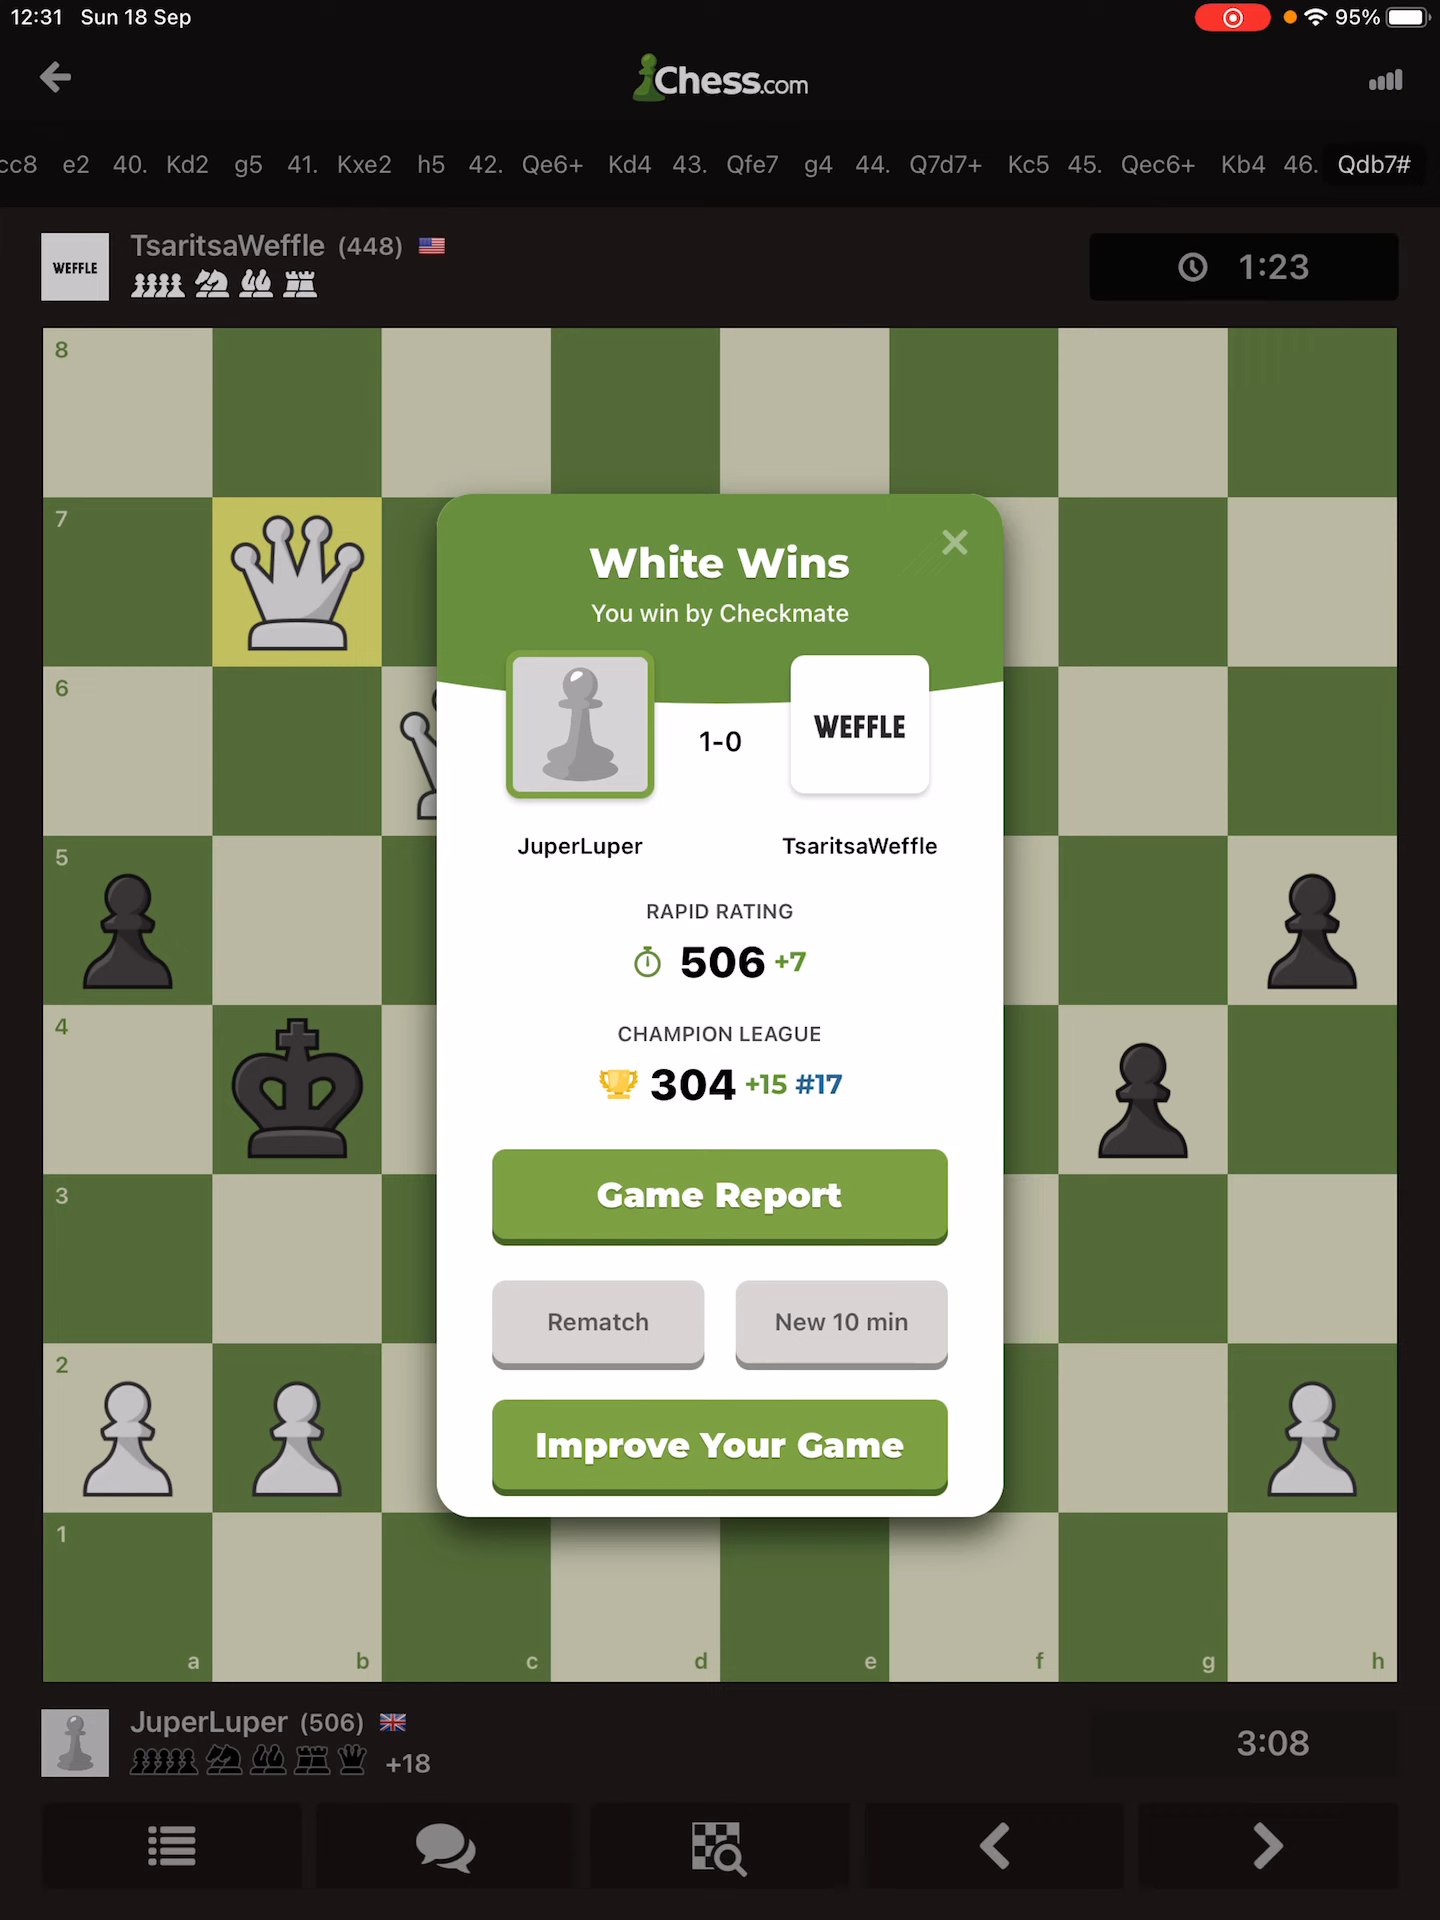 12:31 Sun 18 Sep 95%
Chess.com
cc8 e2 40. Kd2 g5 41. Kxe2 h5 42. Qe6+ Kd4 43. Qfe7 g4 44. Q7d7+ Kc5 45. Qec6+ Kb4 46. Qdb7#
WEFFLE
TsaritsaWeffle (448)
1:23
8
7
White Wins
You win by Checkmate
6
1-0
WEFFLE
JuperLuper TsaritsaWeffle
5
RAPID RATING
506 +7
4
CHAMPION LEAGUE
304 +15 #17
3
Game Report
Rematch New 10 min
2
Improve Your Game
1
a b c d e f g h
JuperLuper (506)
+18
3:08